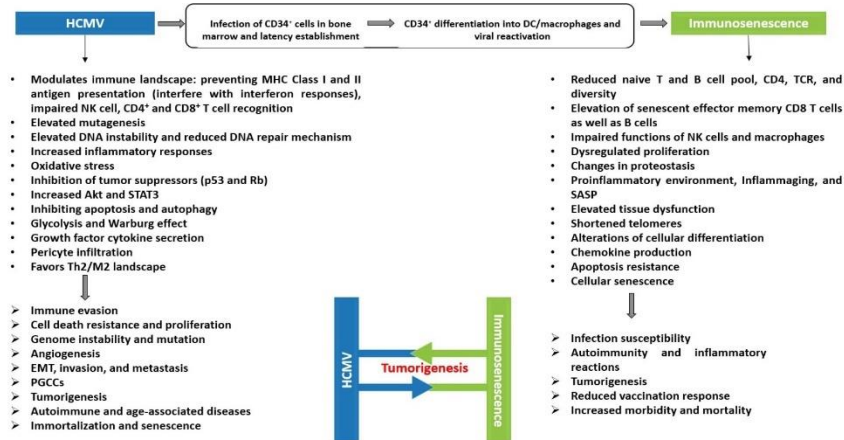 HCMV
Infection of CD34⁺ cells in bone
marrow and latency establishment
CD34⁺ differentiation into DC/macrophages and
viral reactivation
Immunosenescence
• Modulates immune landscape: preventing MHC Class I and II
antigen presentation (interfere with interferon responses),
impaired NK cell, CD4⁺ and CD8⁺ T cell recognition
• Elevated mutagenesis
• Elevated DNA instability and reduced DNA repair mechanism
• Increased inflammatory responses
• Oxidative stress
• Inhibition of tumor suppressors (p53 and Rb)
• Increased Akt and STAT3
• Inhibiting apoptosis and autophagy
• Glycolysis and Warburg effect
• Growth factor cytokine secretion
• Pericyte infiltration
• Favors Th2/M2 landscape
➢ Immune evasion
➢ Cell death resistance and proliferation
➢ Genome instability and mutation
➢ Angiogenesis
➢ EMT, invasion, and metastasis
➢ PGCCs
➢ Tumorigenesis
➢ Autoimmune and age-associated diseases
➢ Immortalization and senescence
HCMV
Tumorigenesis
Immunosenescence
• Reduced naive T and B cell pool, CD4, TCR, and
diversity
• Elevation of senescent effector memory CD8 T cells
as well as B cells
• Impaired functions of NK cells and macrophages
• Dysregulated proliferation
• Changes in proteostasis
• Proinflammatory environment, Inflammaging, and
SASP
• Elevated tissue dysfunction
• Shortened telomeres
• Alterations of cellular differentiation
• Chemokine production
• Apoptosis resistance
• Cellular senescence
➢ Infection susceptibility
➢ Autoimmunity and inflammatory
reactions
➢ Tumorigenesis
➢ Reduced vaccination response
➢ Increased morbidity and mortality